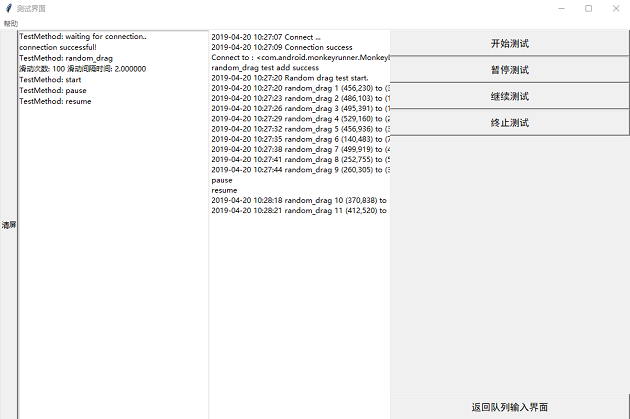 测试界面
帮助
清屏
TestMethod: waiting for connection..
connection successful!
TestMethod: random_drag
滑动次数: 100 滑动间隔时间: 2.000000
TestMethod: start
TestMethod: pause
TestMethod: resume
2019-04-20 10:27:07 Connect ...
2019-04-20 10:27:09 Connection success
Connect to : <com.android.monkeyrunner.Monkey
random_drag test add success
2019-04-20 10:27:20 Random drag test start.
2019-04-20 10:27:20 random_drag 1 (456,230) to (3
2019-04-20 10:27:23 random_drag 2 (486,103) to (1
2019-04-20 10:27:26 random_drag 3 (495,391) to (
2019-04-20 10:27:29 random_drag 4 (529,160) to (2
2019-04-20 10:27:32 random_drag 5 (456,936) to (3
2019-04-20 10:27:35 random_drag 6 (140,483) to (7
2019-04-20 10:27:38 random_drag 7 (499,919) to (4
2019-04-20 10:27:41 random_drag 8 (252,755) to (5
2019-04-20 10:27:44 random_drag 9 (260,305) to (3
pause
resume
2019-04-20 10:28:18 random_drag 10 (370,838) to
2019-04-20 10:28:21 random_drag 11 (412,520) to
开始测试
暂停测试
继续测试
终止测试
返回队列输入界面